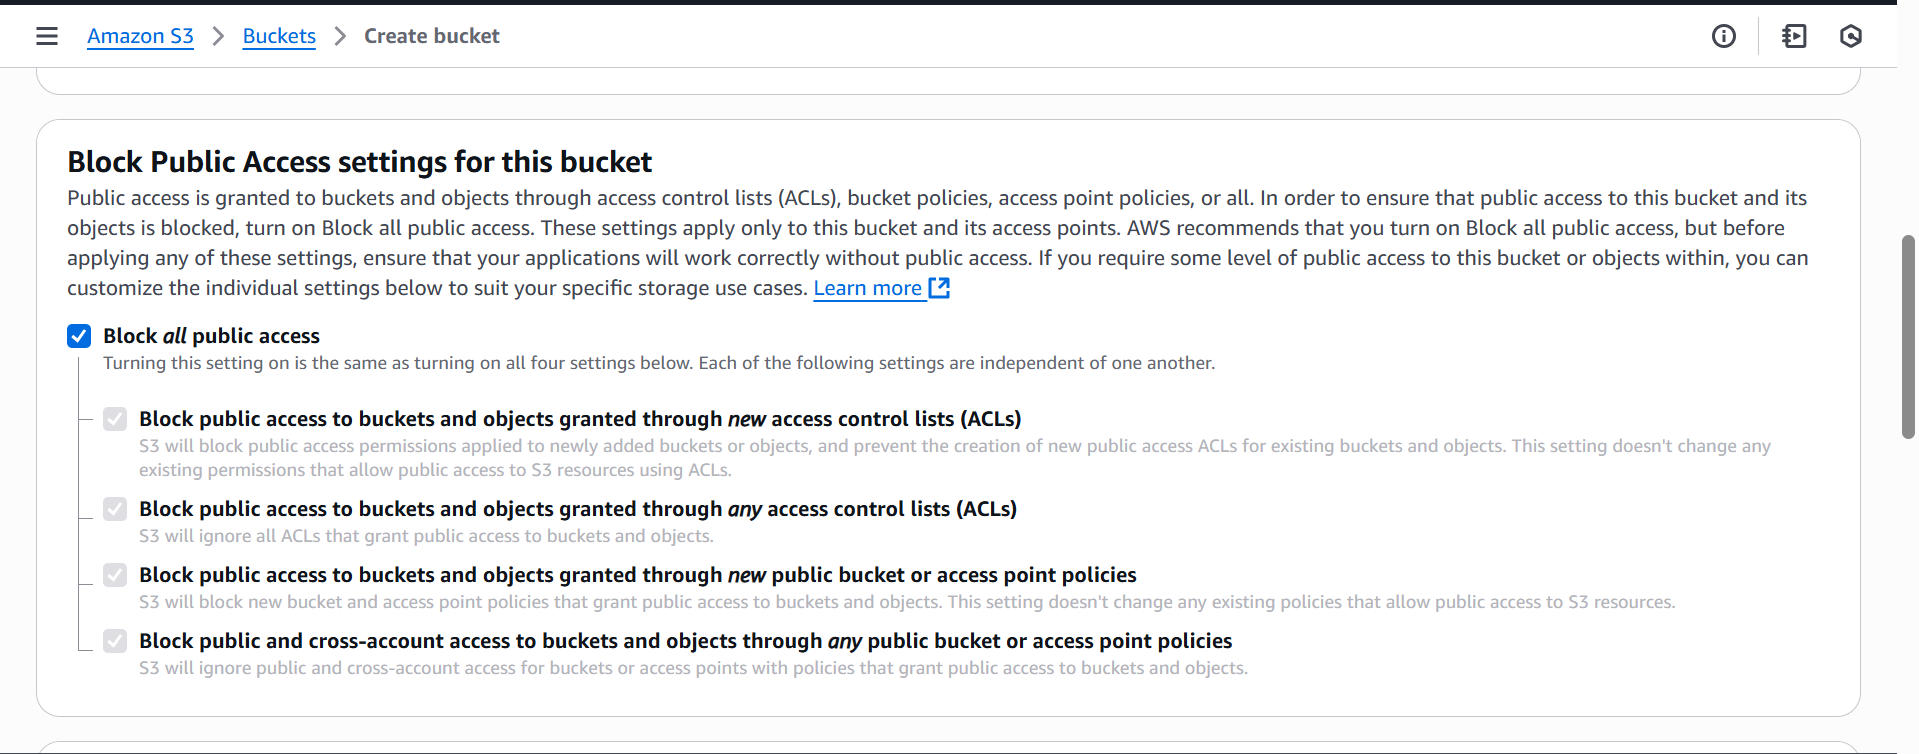 Amazon S3 > Buckets > Create bucket
Block Public Access settings for this bucket
Public access is granted to buckets and objects through access control lists (ACLs), bucket policies, access point policies, or all. In order to ensure that public access to this bucket and its
objects is blocked, turn on Block all public access. These settings apply only to this bucket and its access points. AWS recommends that you turn on Block all public access, but before
applying any of these settings, ensure that your applications will work correctly without public access. If you require some level of public access to this bucket or objects within, you can
customize the individual settings below to suit your specific storage use cases. Learn more
Block all public access
Turning this setting on is the same as turning on all four settings below. Each of the following settings are independent of one another.
Block public access to buckets and objects granted through new access control lists (ACLs)
S3 will block public access permissions applied to newly added buckets or objects, and prevent the creation of new public access ACLs for existing buckets and objects. This setting doesn't change any
existing permissions that allow public access to S3 resources using ACLs.
Block public access to buckets and objects granted through any access control lists (ACLs)
S3 will ignore all ACLs that grant public access to buckets and objects.
Block public access to buckets and objects granted through new public bucket or access point policies
S3 will block new bucket and access point policies that grant public access to buckets and objects. This setting doesn't change any existing policies that allow public access to S3 resources.
Block public and cross-account access to buckets and objects through any public bucket or access point policies
S3 will ignore public and cross-account access for buckets or access points with policies that grant public access to buckets and objects.